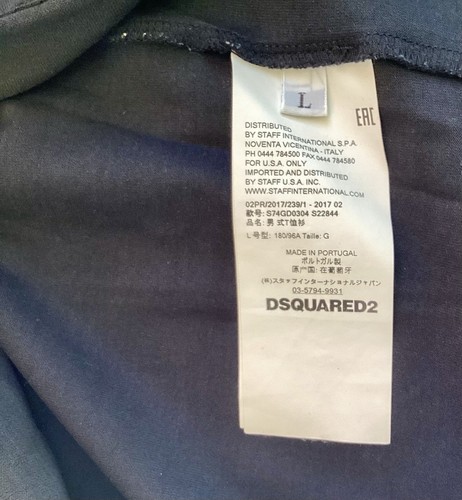 L
EAC
DISTRIBUTED
BY STAFF INTERNATIONAL S.P.A.
NOVENTA VICENTINA - ITALY
PH 0444 784500 FAX 0444 784580
FOR U.S.A. ONLY
IMPORTED AND DISTRIBUTED
BY STAFF U.S.A. INC.
WWW.STAFFINTERNATIONAL.COM
02PR/2017/239/1 - 2017 02
款号: S74GD0304 S22844
品名: 男式T恤衫
L 号型: 180/96A Taille: G
MADE IN PORTUGAL
ポルトガル製
原产国: 在葡萄牙
(株)スタッフインターナショナルジャパン
03-5794-9931
DSQUARED2